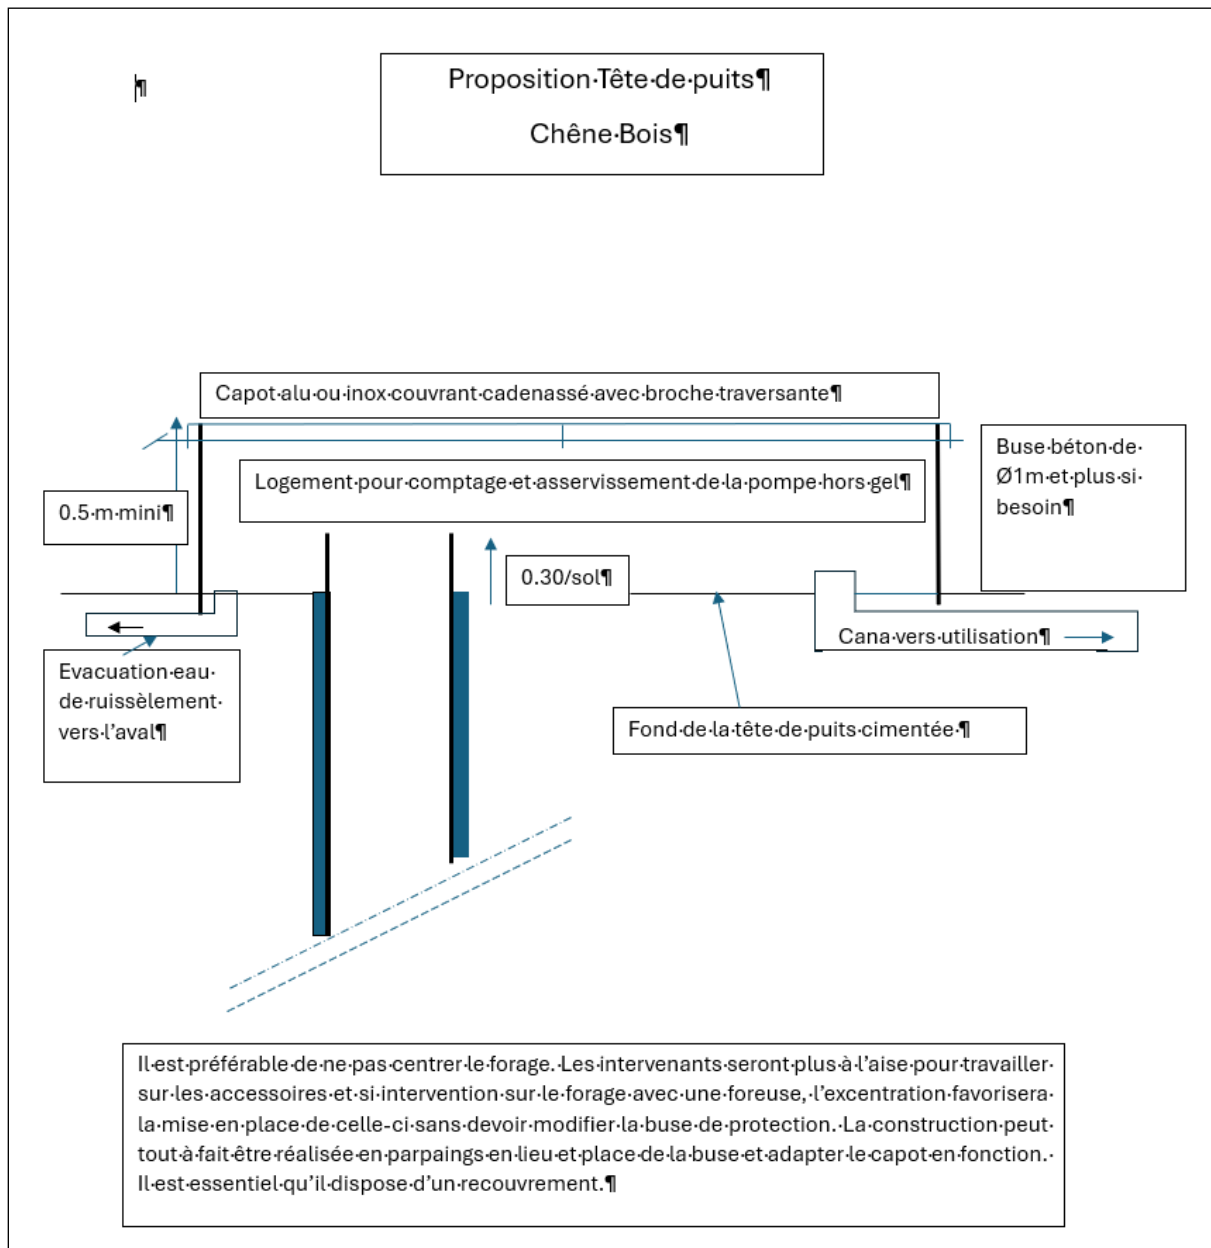 ¶
Proposition·Tête·de·puits¶
Chêne·Bois¶
Capot·alu·ou·inox·couvrant·cadenassé·avec·broche·traversante¶
Buse·béton·de·
Ø1m·et·plus·si·
besoin¶
Logement·pour·comptage·et·asservissement·de·la·pompe·hors·gel¶
0.5·m·mini¶
0.30/sol¶
Cana·vers·utilisation¶
Evacuation·eau·
de·ruissèlement·
vers·l'aval¶
Fond·de·la·tête·de·puits·cimentée·¶
Il·est·préférable·de·ne·pas·centrer·le·forage.·Les·intervenants·seront·plus·à·l'aise·pour·travailler·
sur·les·accessoires·et·si·intervention·sur·le·forage·avec·une·foreuse,·l'excentration·favorisera·
la·mise·en·place·de·celle-ci·sans·devoir·modifier·la·buse·de·protection.·La·construction·peut·
tout·à·fait·être·réalisée·en·parpaings·en·lieu·et·place·de·la·buse·et·adapter·le·capot·en·fonction.·
Il·est·essentiel·qu'il·dispose·d'un·recouvrement.¶